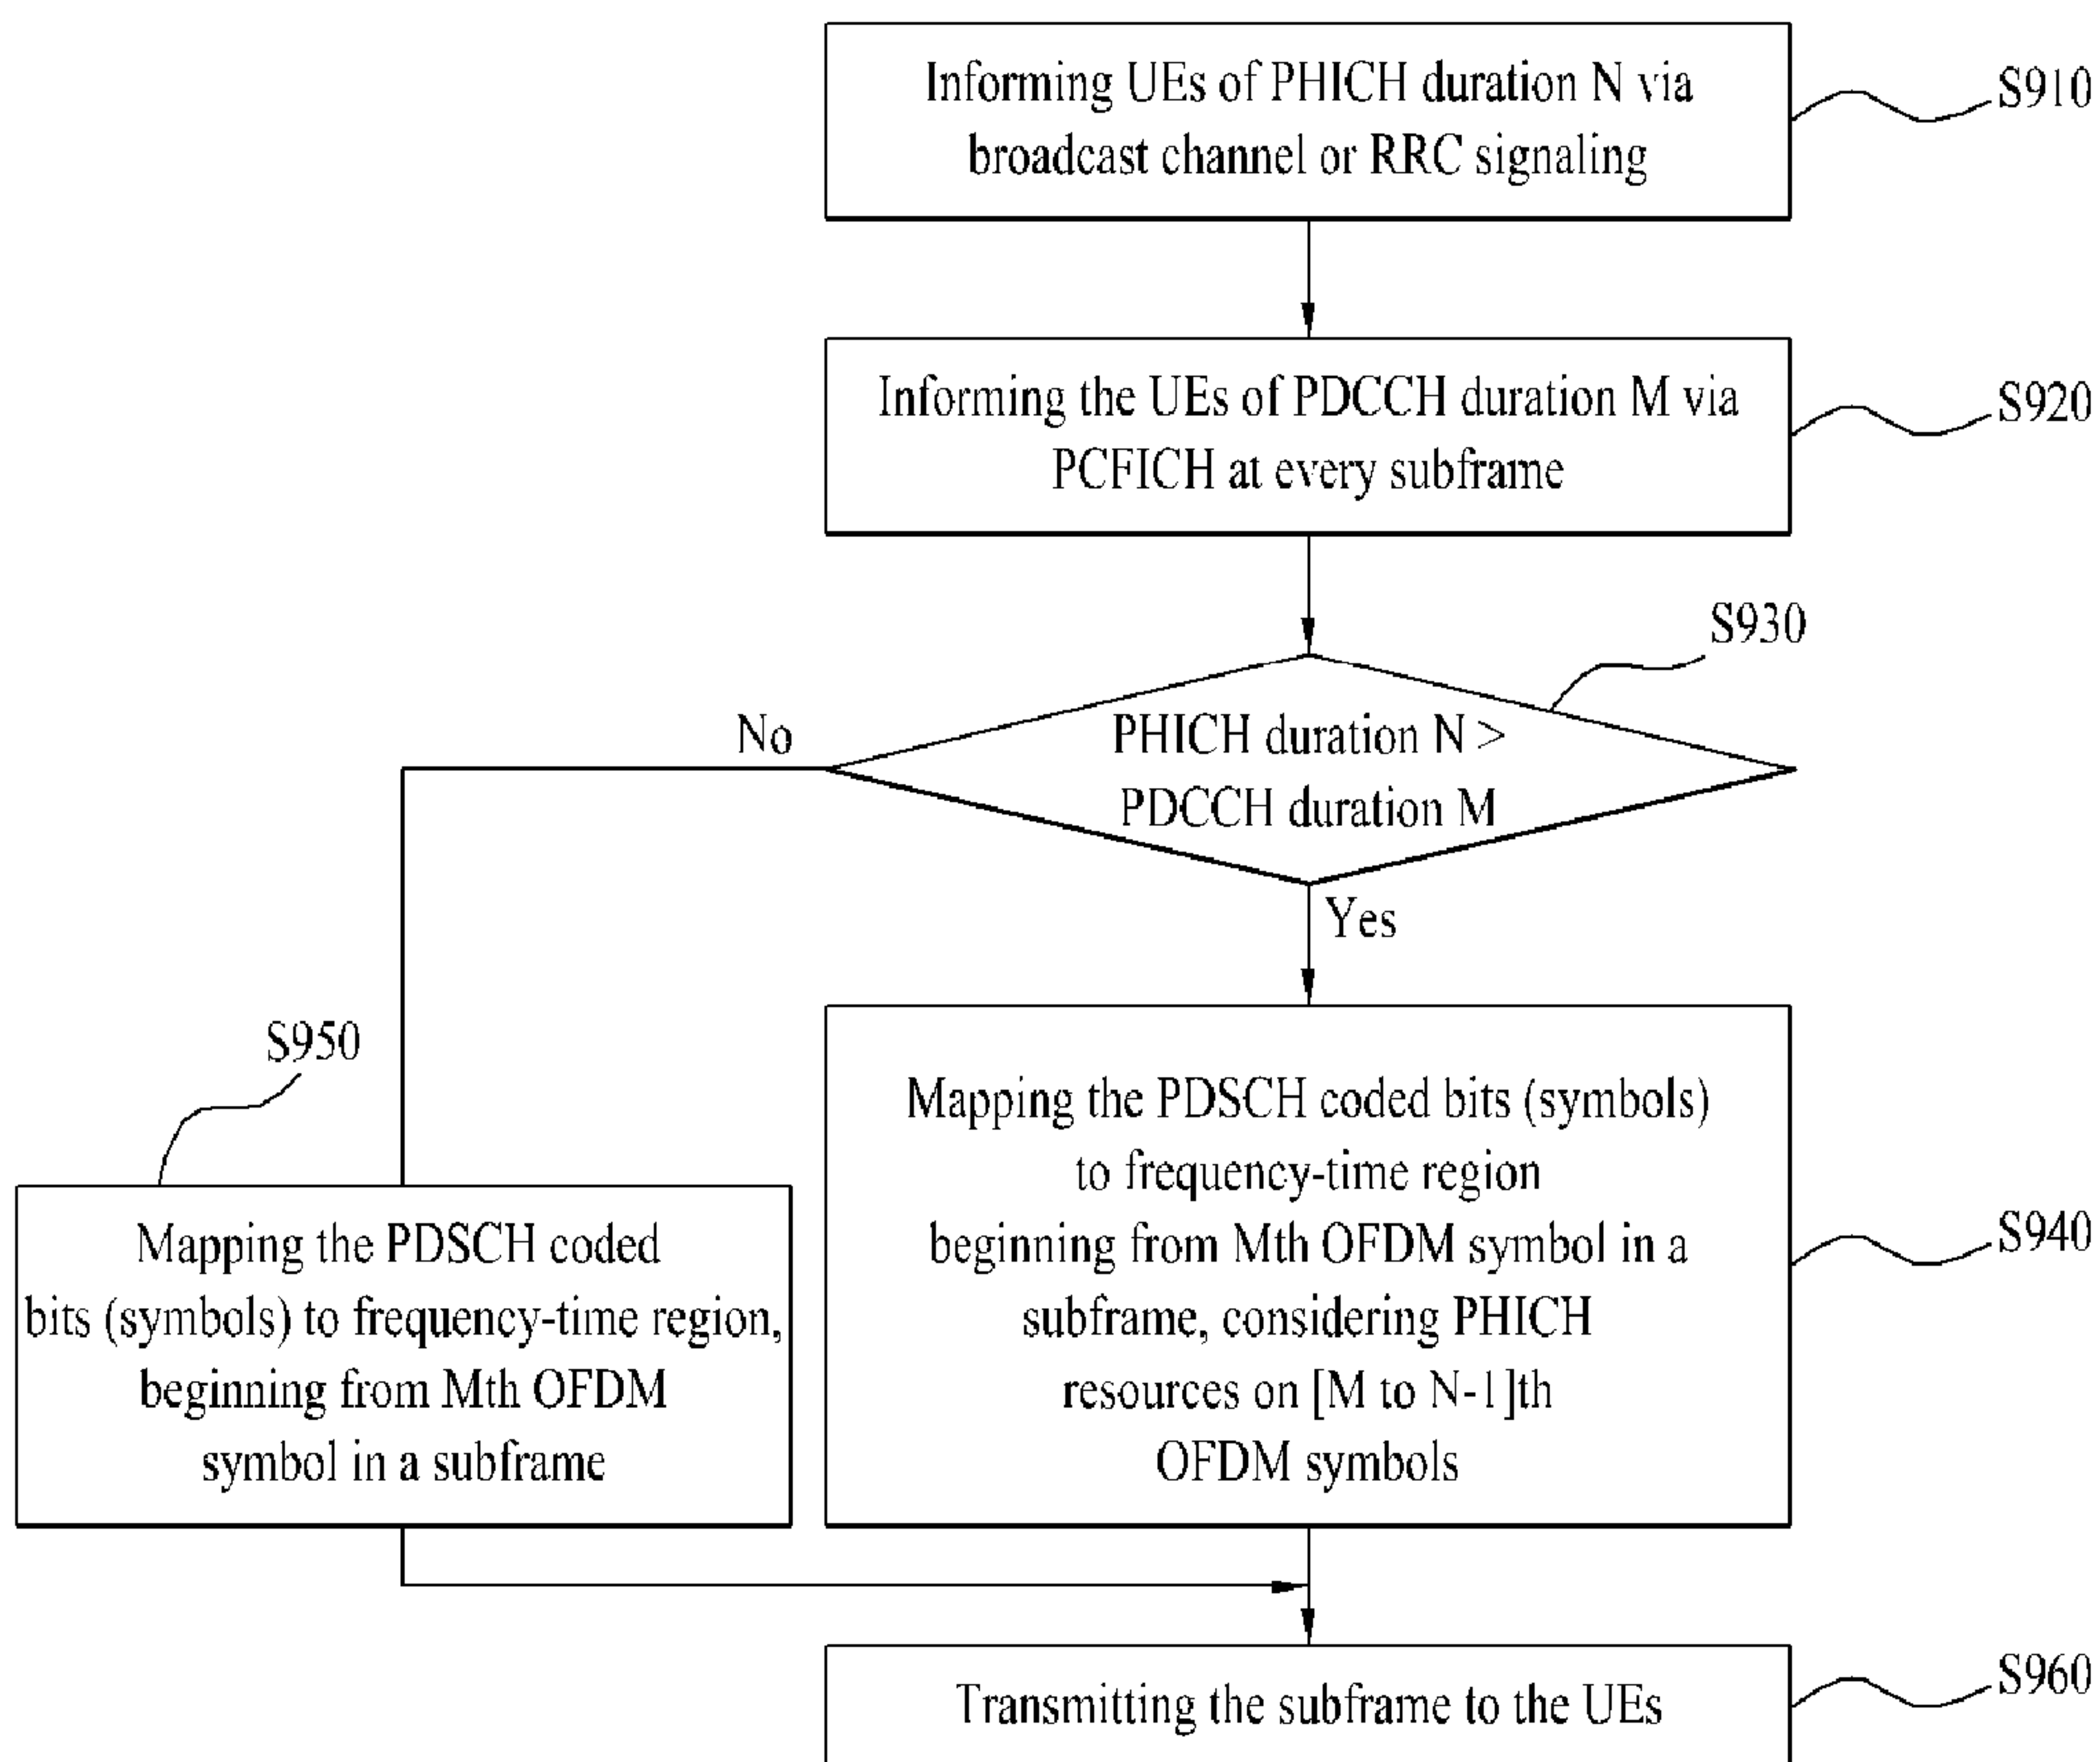 Informing UEs of PHICH duration N via
broadcast channel or RRC signaling
S910
Informing the UEs of PDCCH duration M via
PCFICH at every subframe
S920
S930
PHICH duration N >
PDCCH duration M
No
Yes
S950
Mapping the PDSCH coded
bits (symbols) to frequency-time region,
beginning from Mth OFDM
symbol in a subframe
Mapping the PDSCH coded bits (symbols)
to frequency-time region
beginning from Mth OFDM symbol in a
subframe, considering PHICH
resources on [M to N-1]th
OFDM symbols
S940
Transmitting the subframe to the UEs
S960